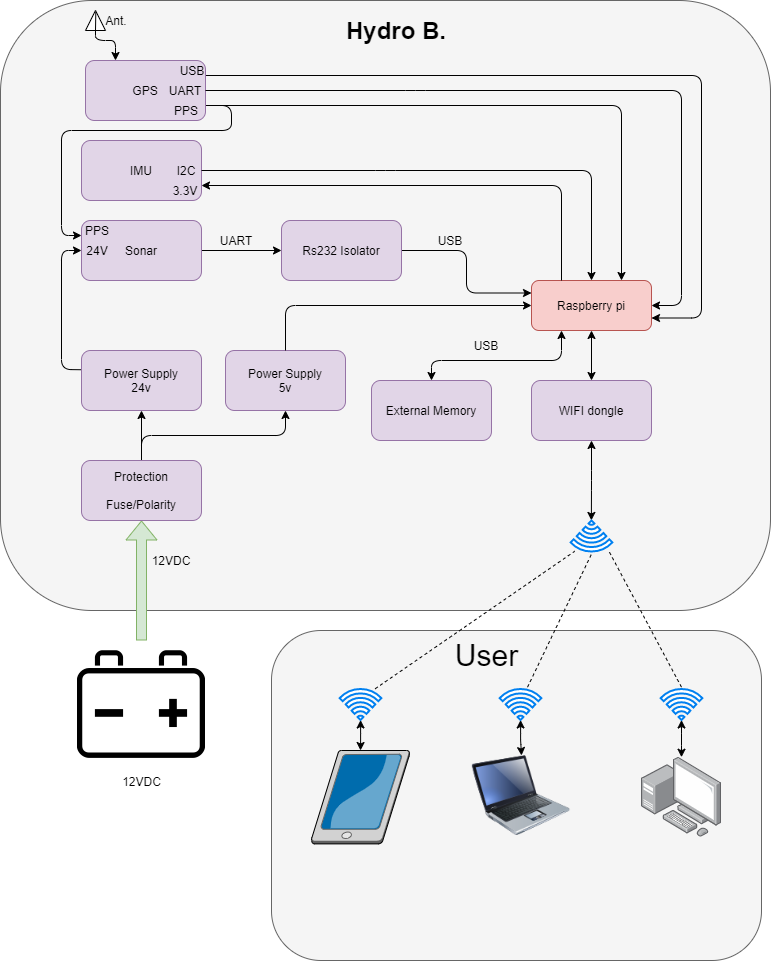 Hydro B.
Ant.
USB
GPS UART
PPS
IMU I2C
3.3V
PPS
24V Sonar
UART
Rs232 Isolator
USB
Raspberry pi
Power Supply
24v
Power Supply
5v
USB
External Memory
WIFI dongle
Protection
Fuse/Polarity
12VDC
User
12VDC